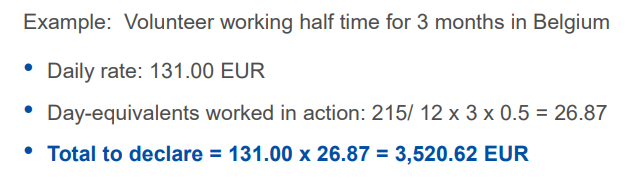 Example: Volunteer working half time for 3 months in Belgium
• Daily rate: 131.00 EUR
• Day-equivalents worked in action: 215/ 12 x 3 x 0.5 = 26.87
• Total to declare = 131.00 x 26.87 = 3,520.62 EUR